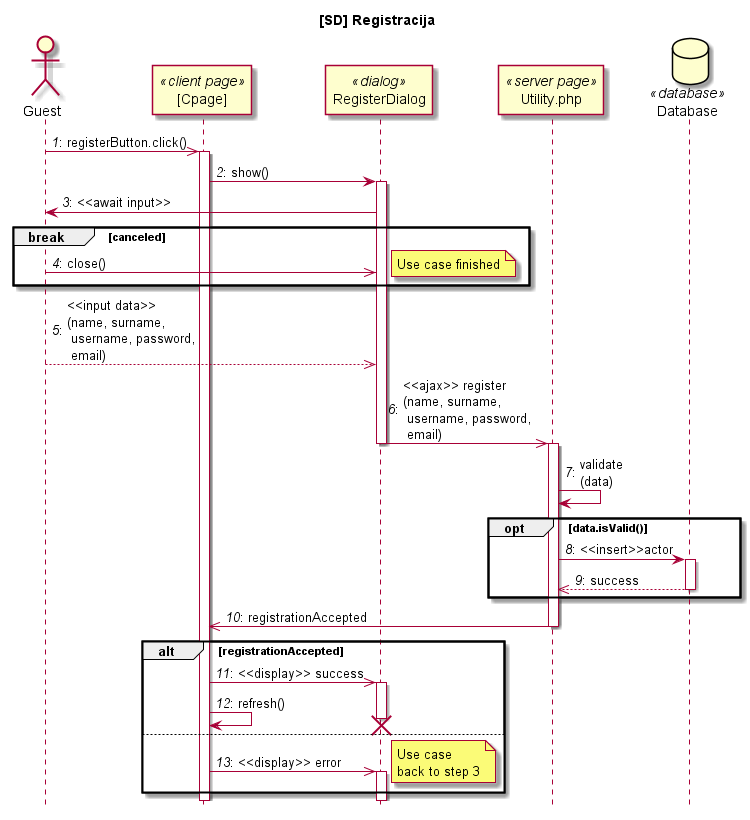 [SD] Registracija
«client page»
«dialog»
«server page»
«database»
Guest
[Cpage]
RegisterDialog
Utility.php
Database
1: registerButton.click()
2: show()
3: <<await input>>
break [canceled]
4: close()
Use case finished
5: <<input data>>
(name, surname,
username, password,
email)
6: <<ajax>> register
(name, surname,
username, password,
email)
7: validate
(data)
opt [data.isValid()]
8: <<insert>>actor
9: success
10: registrationAccepted
alt [registrationAccepted]
11: <<display>> success
12: refresh()
13: <<display>> error
Use case
back to step 3